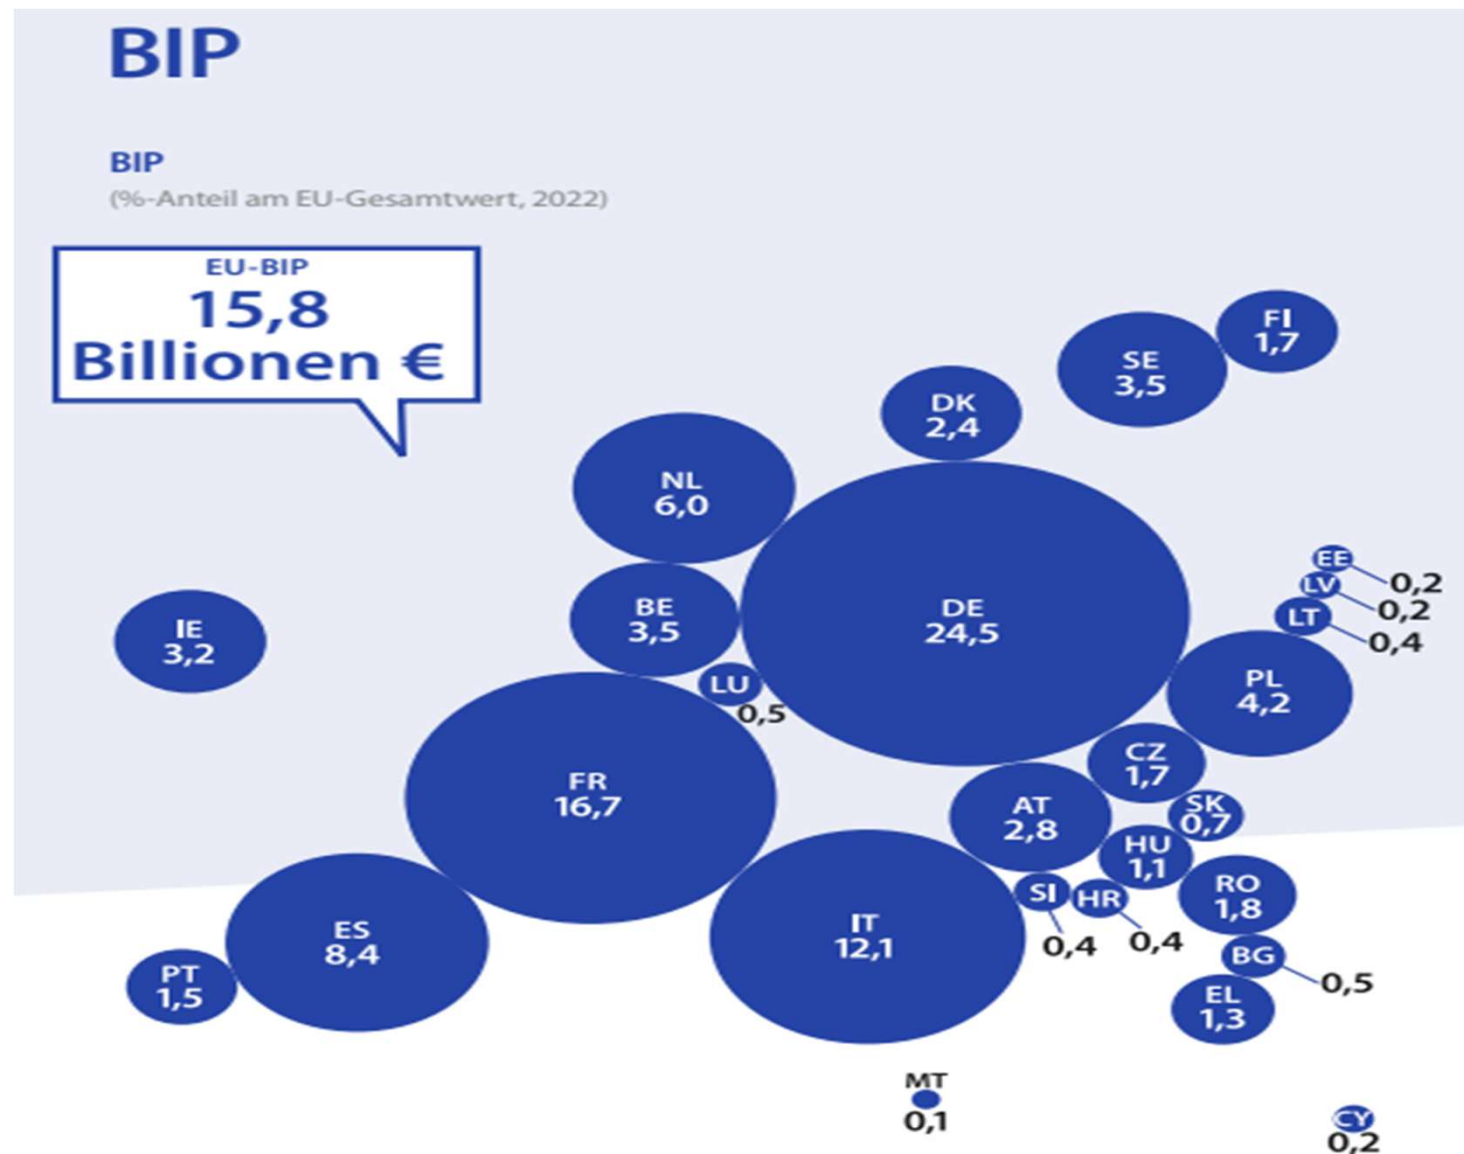 BIP
BIP
(%-Anteil am EU-Gesamtwert, 2022)
EU-BIP
15,8
Billionen €
FI
1,7
SE
3,5
DK
2,4
NL
6,0
EE
0,2
LV
0,2
LT
0,4
IE
3,2
BE
3,5
DE
24,5
LU
0,5
PL
4,2
CZ
1,7
FR
16,7
AT
2,8
SK
0,7
HU
1,1
SI
0,4
HR
0,4
RO
1,8
ES
8,4
IT
12,1
BG
0,5
PT
1,5
EL
1,3
MT
0,1
CY
0,2